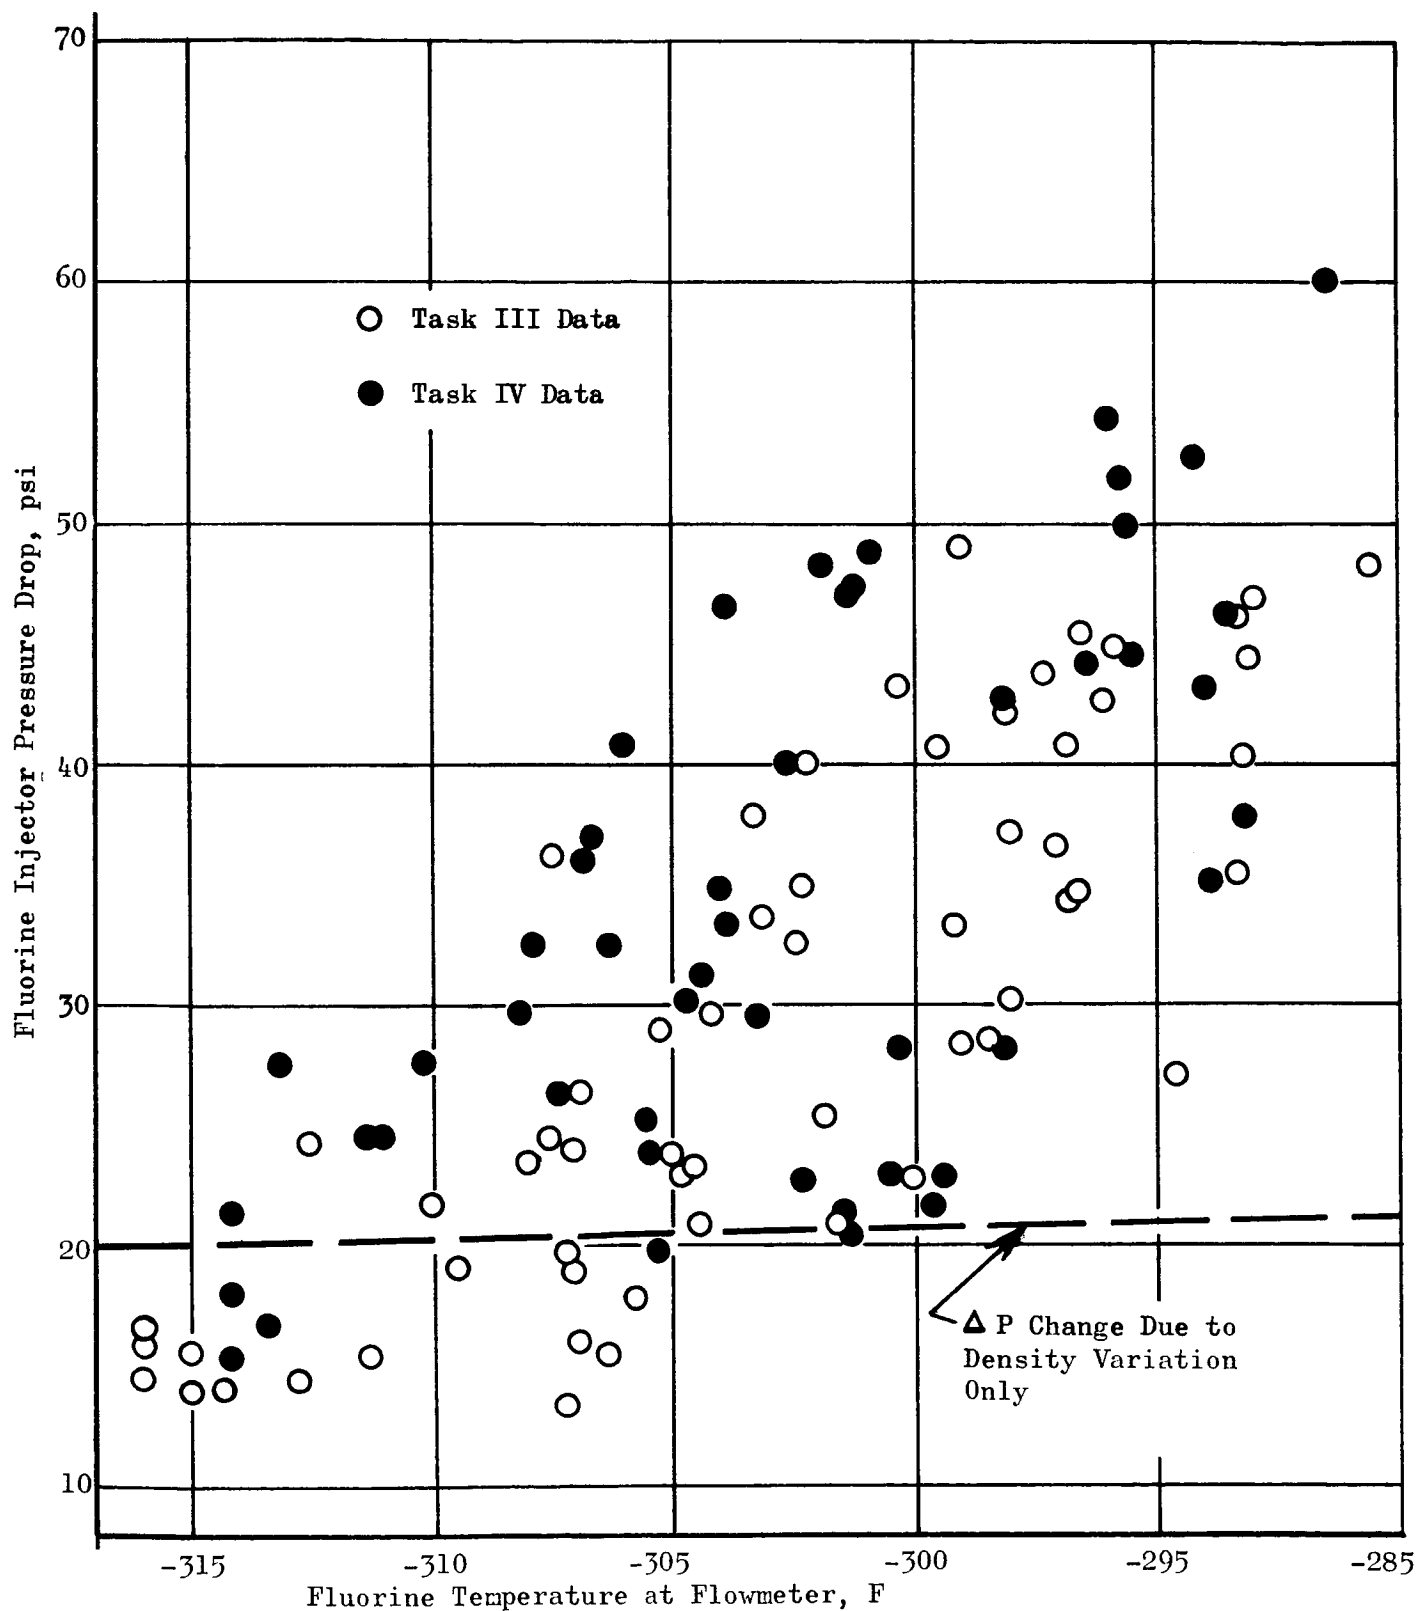 70
60
50
40
30
20
10
Fluorine Injector Pressure Drop, psi
Task III Data
Task IV Data
Δ P Change Due to
Density Variation
Only
-315 -310 -305 -300 -295 -285
Fluorine Temperature at Flowmeter, F